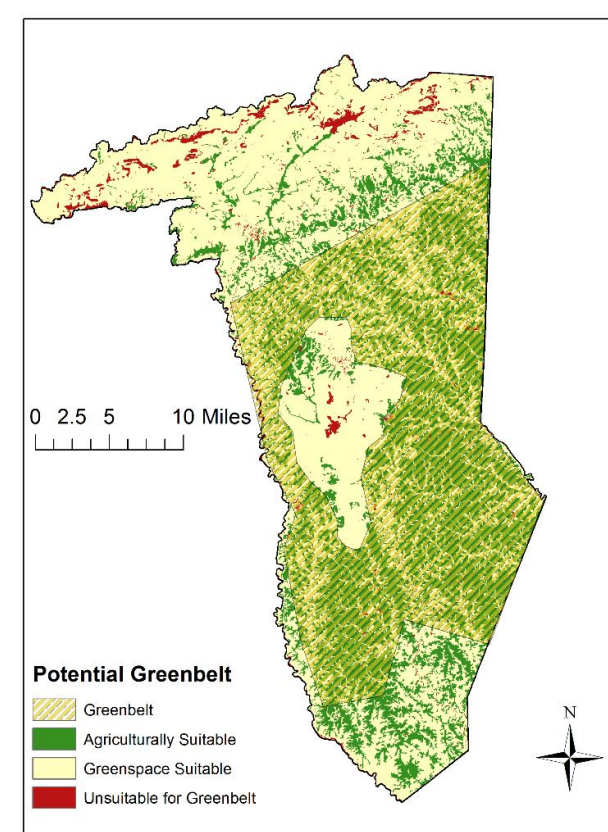 0 2.5 5 10 Miles
Potential Greenbelt
Greenbelt
Agriculturally Suitable
Greenspace Suitable
Unsuitable for Greenbelt
N